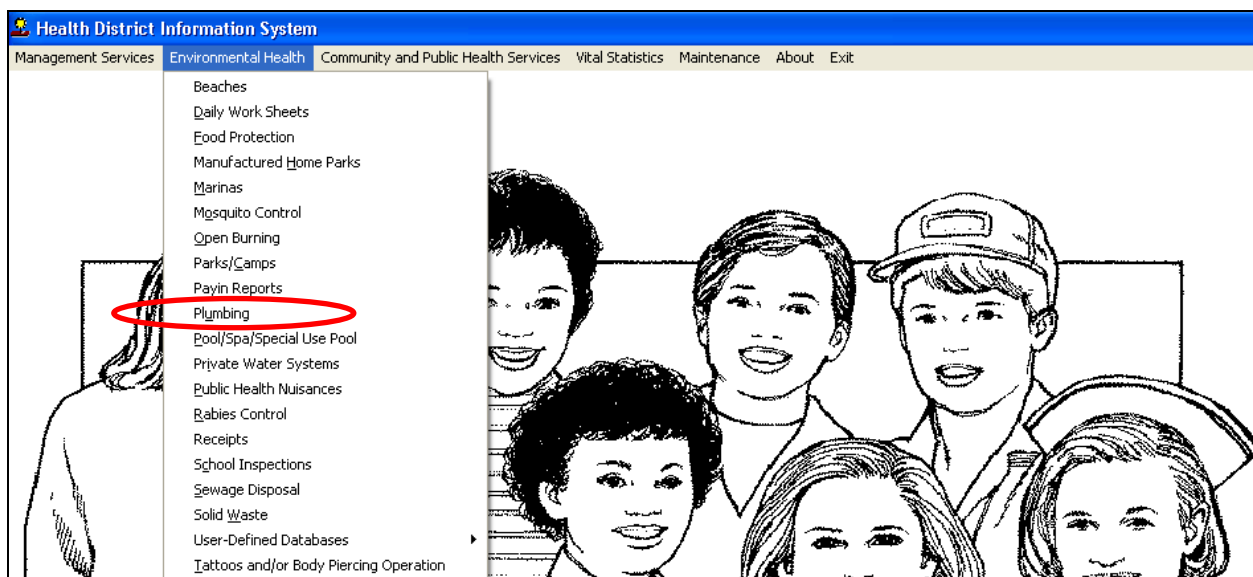 Health District Information System
Management Services Environmental Health Community and Public Health Services Vital Statistics Maintenance About Exit
Beaches
Daily Work Sheets
Food Protection
Manufactured Home Parks
Marinas
Mosquito Control
Open Burning
Parks/Camps
Payin Reports
Plumbing
Pool/Spa/Special Use Pool
Private Water Systems
Public Health Nuisances
Rabies Control
Receipts
School Inspections
Sewage Disposal
Solid Waste
User-Defined Databases
Tattoos and/or Body Piercing Operation